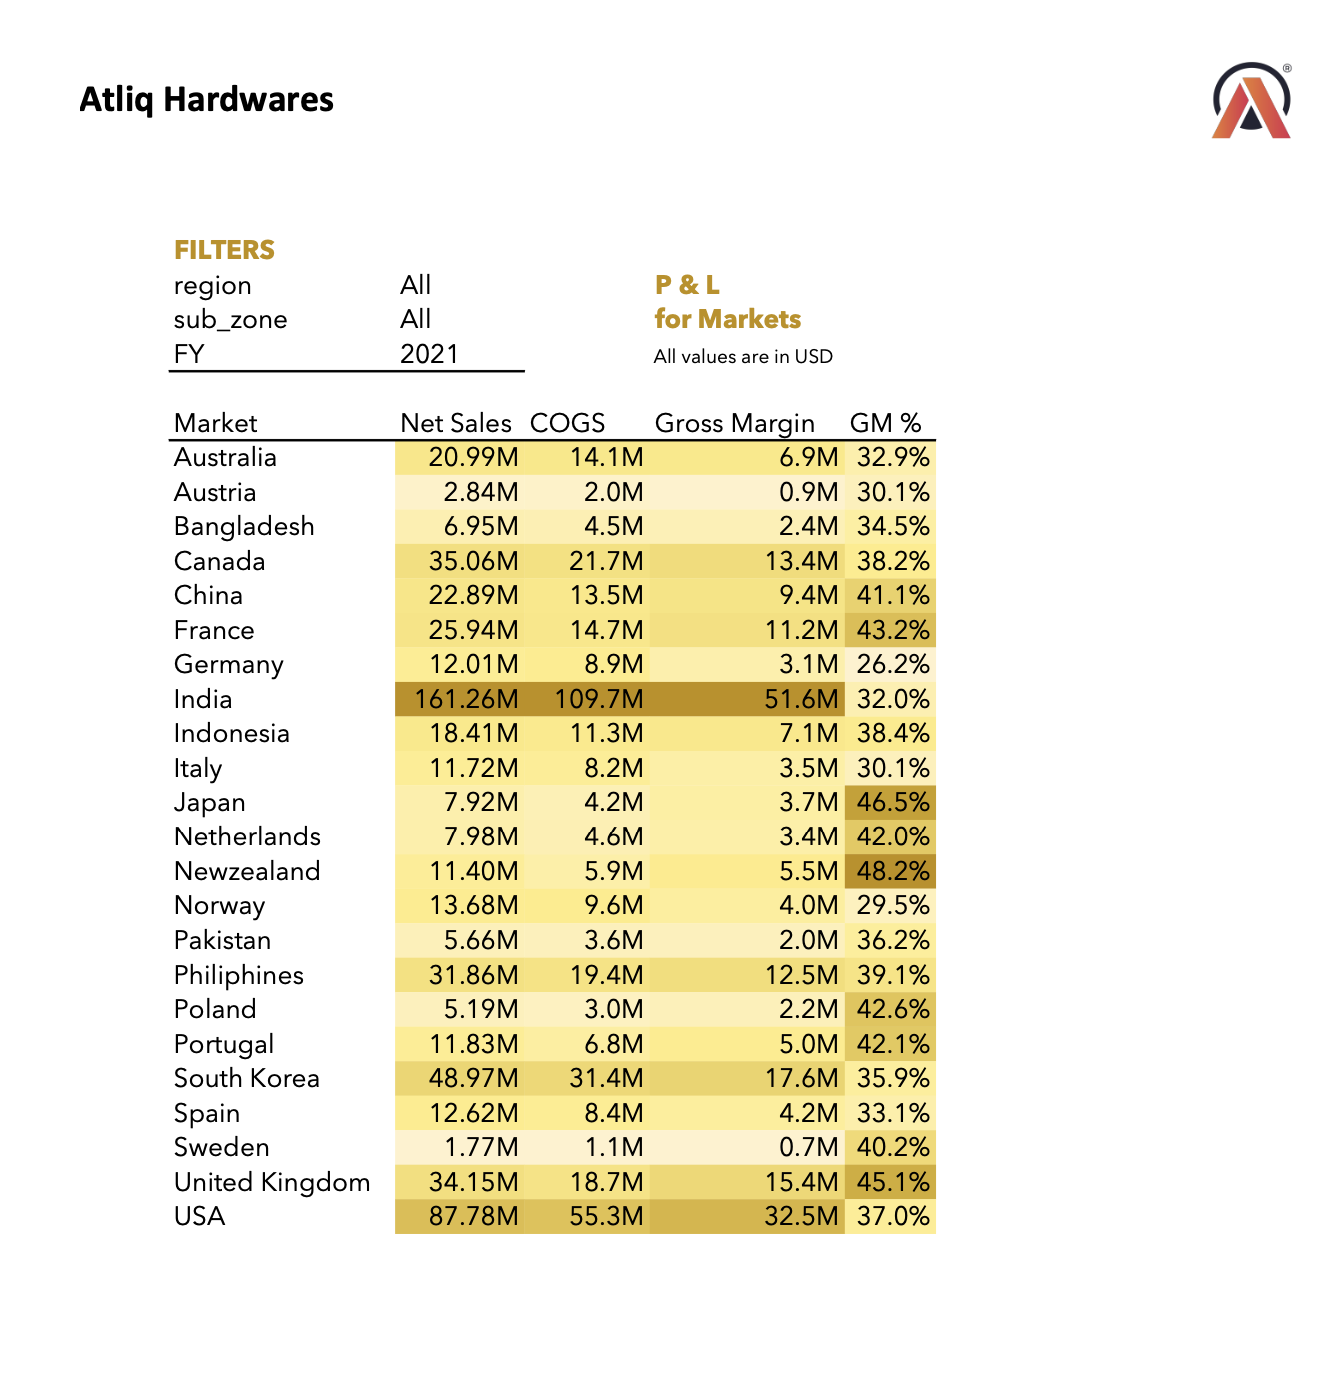 Atliq Hardwares
®
FILTERS
region All P & L
sub_zone All for Markets
FY 2021 All values are in USD
Market Net Sales COGS Gross Margin GM %
Australia 20.99M 14.1M 6.9M 32.9%
Austria 2.84M 2.0M 0.9M 30.1%
Bangladesh 6.95M 4.5M 2.4M 34.5%
Canada 35.06M 21.7M 13.4M 38.2%
China 22.89M 13.5M 9.4M 41.1%
France 25.94M 14.7M 11.2M 43.2%
Germany 12.01M 8.9M 3.1M 26.2%
India 161.26M 109.7M 51.6M 32.0%
Indonesia 18.41M 11.3M 7.1M 38.4%
Italy 11.72M 8.2M 3.5M 30.1%
Japan 7.92M 4.2M 3.7M 46.5%
Netherlands 7.98M 4.6M 3.4M 42.0%
Newzealand 11.40M 5.9M 5.5M 48.2%
Norway 13.68M 9.6M 4.0M 29.5%
Pakistan 5.66M 3.6M 2.0M 36.2%
Philiphines 31.86M 19.4M 12.5M 39.1%
Poland 5.19M 3.0M 2.2M 42.6%
Portugal 11.83M 6.8M 5.0M 42.1%
South Korea 48.97M 31.4M 17.6M 35.9%
Spain 12.62M 8.4M 4.2M 33.1%
Sweden 1.77M 1.1M 0.7M 40.2%
United Kingdom 34.15M 18.7M 15.4M 45.1%
USA 87.78M 55.3M 32.5M 37.0%